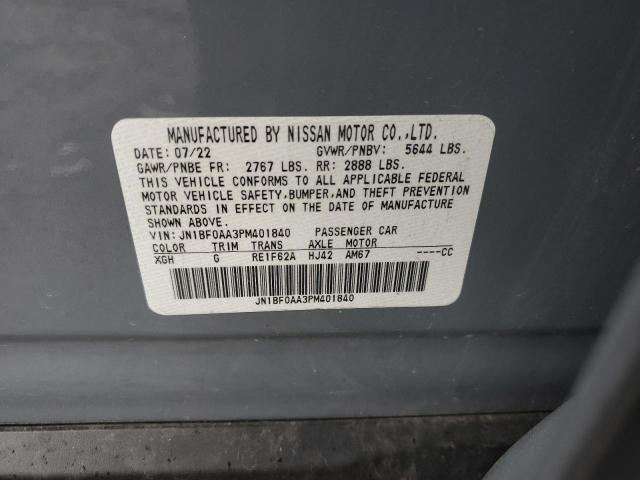 MANUFACTURED BY NISSAN MOTOR CO.,LTD.
DATE: 07/22 GVWR/PNBV: 5644 LBS.
GAWR/PNBE FR: 2767 LBS. RR: 2888 LBS.
THIS VEHICLE CONFORMS TO ALL APPLICABLE FEDERAL
MOTOR VEHICLE SAFETY, BUMPER, AND THEFT PREVENTION
STANDARDS IN EFFECT ON THE DATE OF MANUFACTURE
SHOWN ABOVE.
VIN: JN1BF0AA3PM401840 PASSENGER CAR
COLOR TRIM TRANS AXLE MOTOR
XGH G RE1F62A HJ42 AM67 ----CC
JN1BF0AA3PM401840